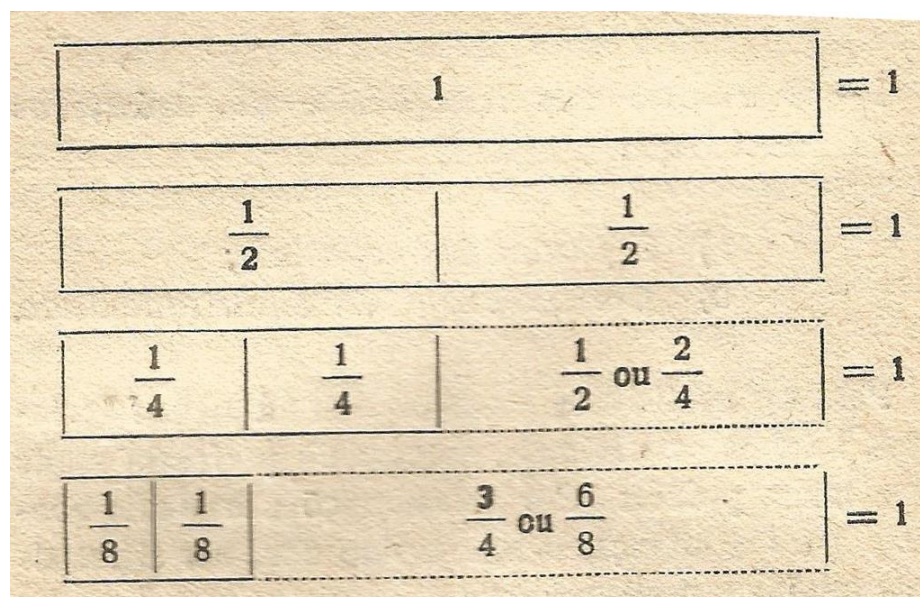 1 = 1
1/2 1/2 = 1
1/4 1/4 1/2 ou 2/4 = 1
1/8 1/8 3/4 ou 6/8 = 1